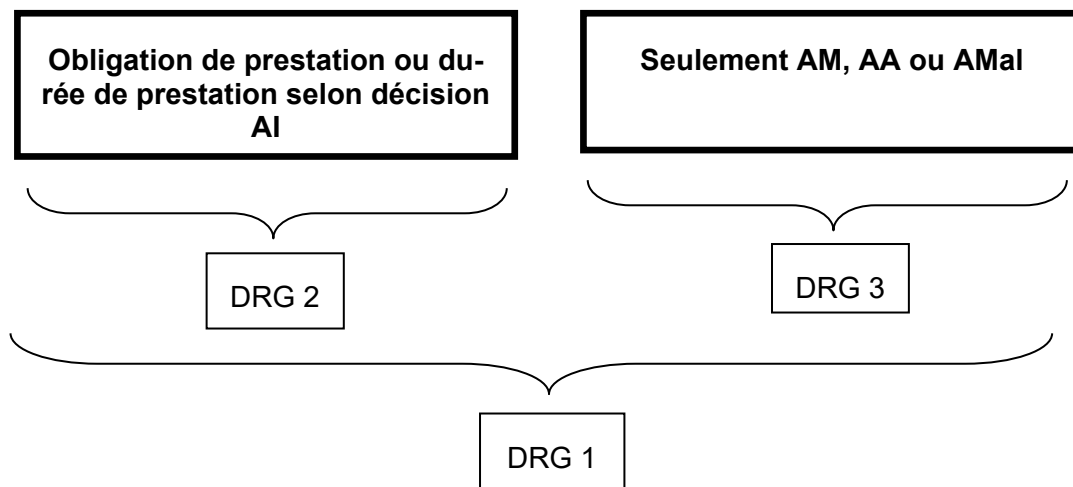 Obligation de prestation ou du-
rée de prestation selon décision
AI
Seulement AM, AA ou AMal
DRG 2
DRG 3
DRG 1